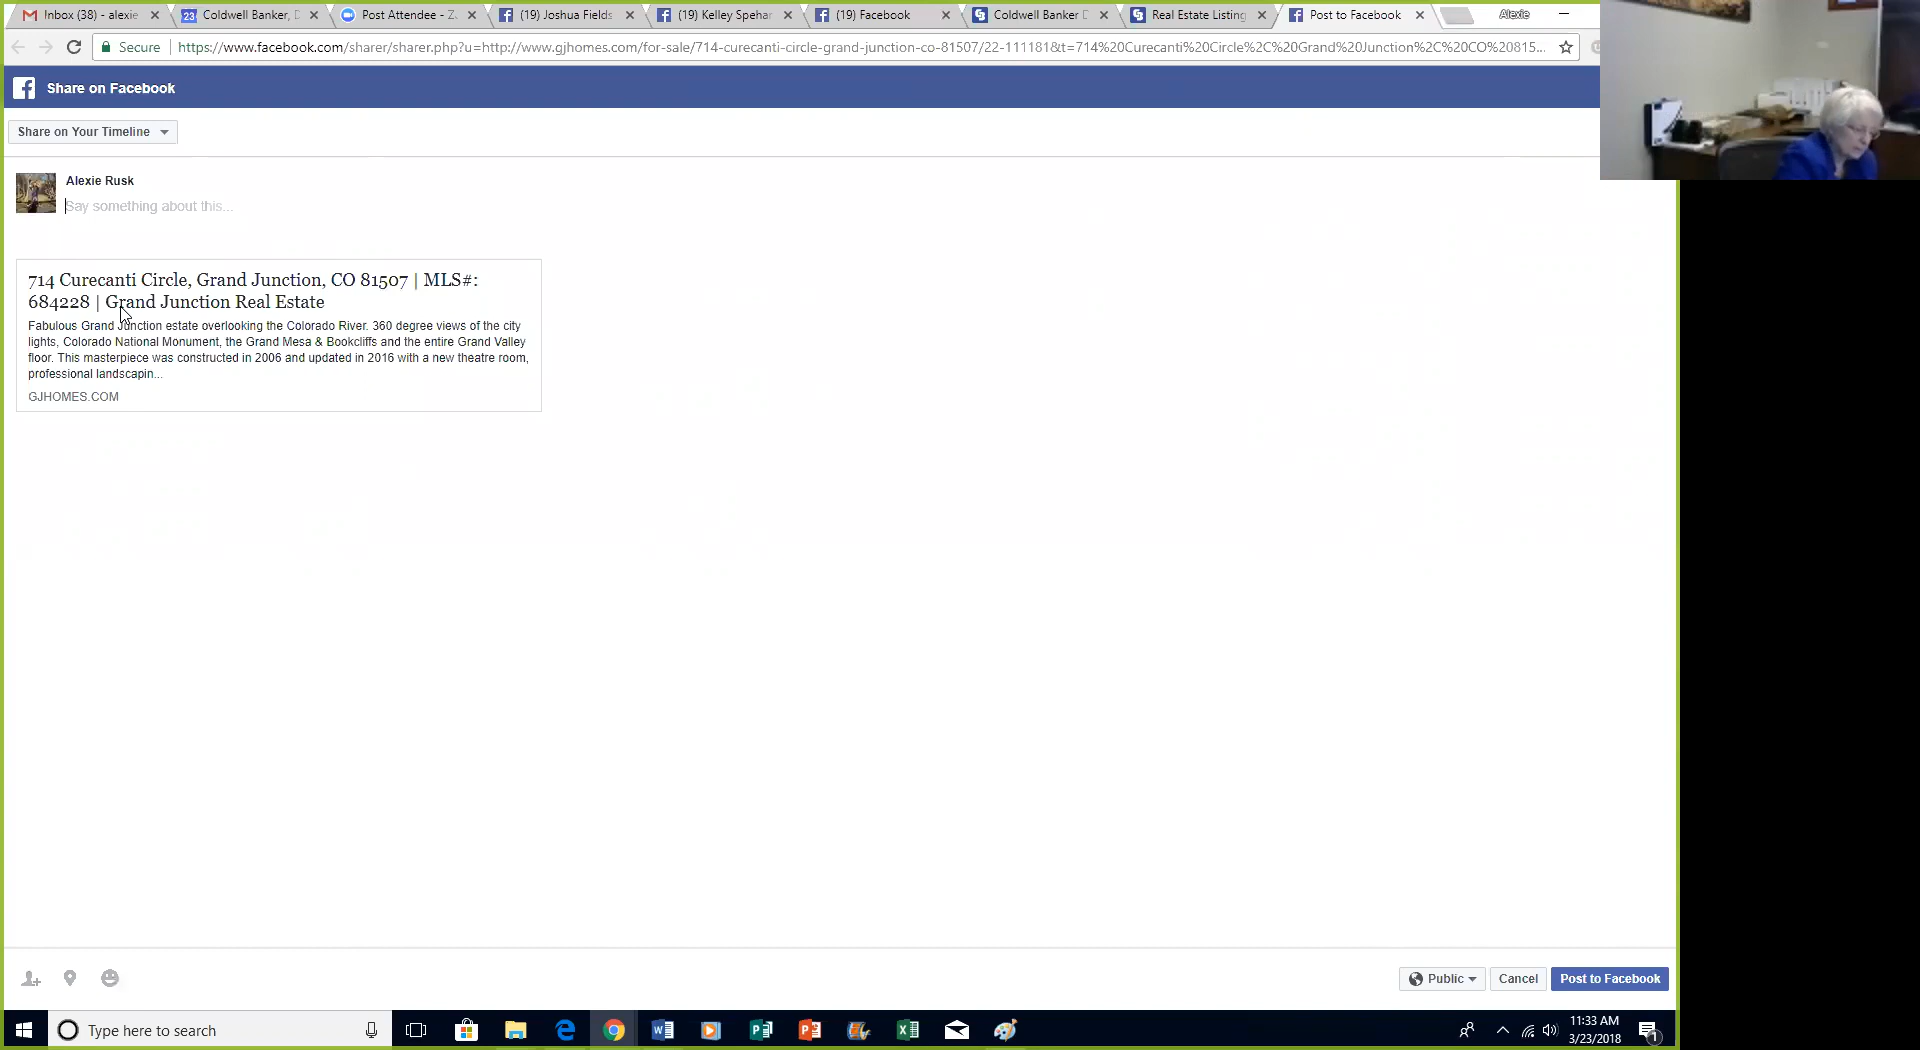 Inbox (38) - alexie
Coldwell Banker, D
Post Attendee - Z
(19) Joshua Fields
(19) Kelley Spehar
(19) Facebook
Coldwell Banker D
Real Estate Listing
Post to Facebook
Alexie
Secure
https://www.facebook.com/sharer/sharer.php?u=http://www.gjhomes.com/for-sale/714-curecanti-circle-grand-junction-co-81507/22-111181&t=714%20Curecanti%20Circle%2C%20Grand%20Junction%2C%20CO%20815...
Share on Facebook
Share on Your Timeline
Alexie Rusk
Say something about this...
714 Curecanti Circle, Grand Junction, CO 81507 | MLS#:
684228 | Grand Junction Real Estate
Fabulous Grand Junction estate overlooking the Colorado River. 360 degree views of the city
lights, Colorado National Monument, the Grand Mesa & Bookcliffs and the entire Grand Valley
floor. This masterpiece was constructed in 2006 and updated in 2016 with a new theatre room,
professional landscapin...
GJHOMES.COM
Public
Cancel
Post to Facebook
Type here to search
11:33 AM
3/23/2018
1